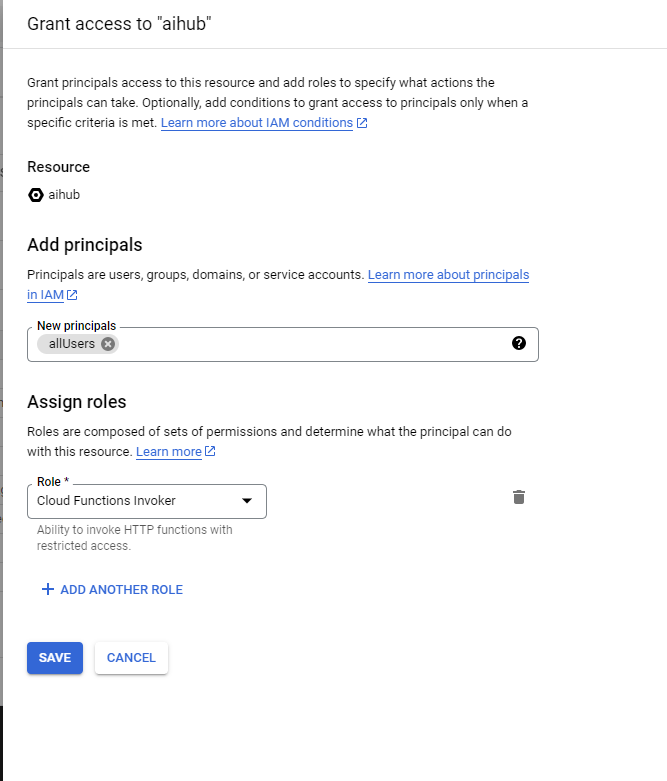 Grant access to "aihub"
Grant principals access to this resource and add roles to specify what actions the
principals can take. Optionally, add conditions to grant access to principals only when a
specific criteria is met. Learn more about IAM conditions
Resource
aihub
Add principals
Principals are users, groups, domains, or service accounts. Learn more about principals
in IAM
New principals
allUsers
Assign roles
Roles are composed of sets of permissions and determine what the principal can do
with this resource. Learn more
Role *
Cloud Functions Invoker
Ability to invoke HTTP functions with
restricted access.
ADD ANOTHER ROLE
SAVE CANCEL